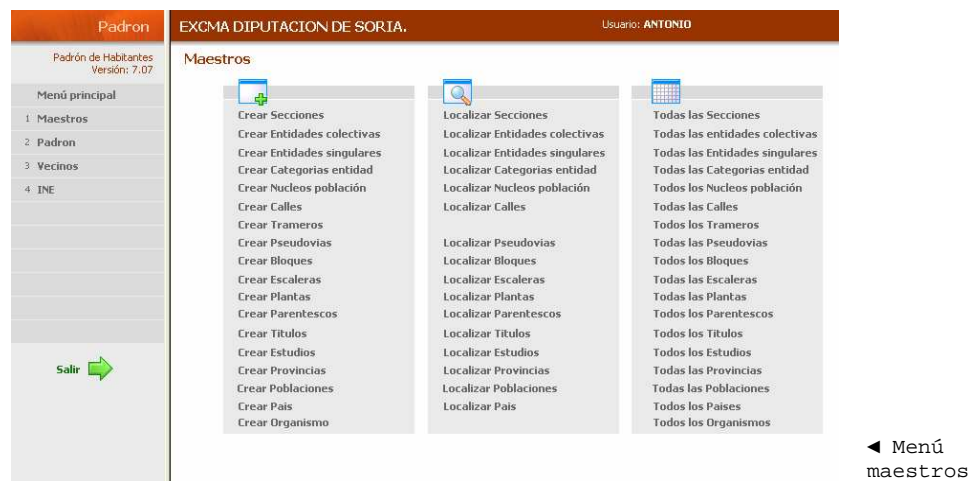 Padron
EXCMA DIPUTACION DE SORIA.
Usuario: ANTONIO
Padrón de Habitantes
Versión: 7.07
Menú principal
1 Maestros
2 Padron
3 Vecinos
4 INE
Salir
Maestros
Crear Secciones
Crear Entidades colectivas
Crear Entidades singulares
Crear Categorias entidad
Crear Nucleos población
Crear Calles
Crear Trameros
Crear Pseudovias
Crear Bloques
Crear Escaleras
Crear Plantas
Crear Parentescos
Crear Titulos
Crear Estudios
Crear Provincias
Crear Poblaciones
Crear Pais
Crear Organismo
Localizar Secciones
Localizar Entidades colectivas
Localizar Entidades singulares
Localizar Categorias entidad
Localizar Nucleos población
Localizar Calles
Localizar Pseudovias
Localizar Bloques
Localizar Escaleras
Localizar Plantas
Localizar Parentescos
Localizar Titulos
Localizar Estudios
Localizar Provincias
Localizar Poblaciones
Localizar Pais
Todas las Secciones
Todas las entidades colectivas
Todas las Entidades singulares
Todas las Categorias entidad
Todos los Nucleos población
Todas las Calles
Todos los Trameros
Todas las Pseudovias
Todos los Bloques
Todas las Escaleras
Todas las Plantas
Todos los Parentescos
Todos los Titulos
Todos los Estudios
Todas las Provincias
Todas las Poblaciones
Todos los Paises
Todos los Organismos
◄ Menú
maestros